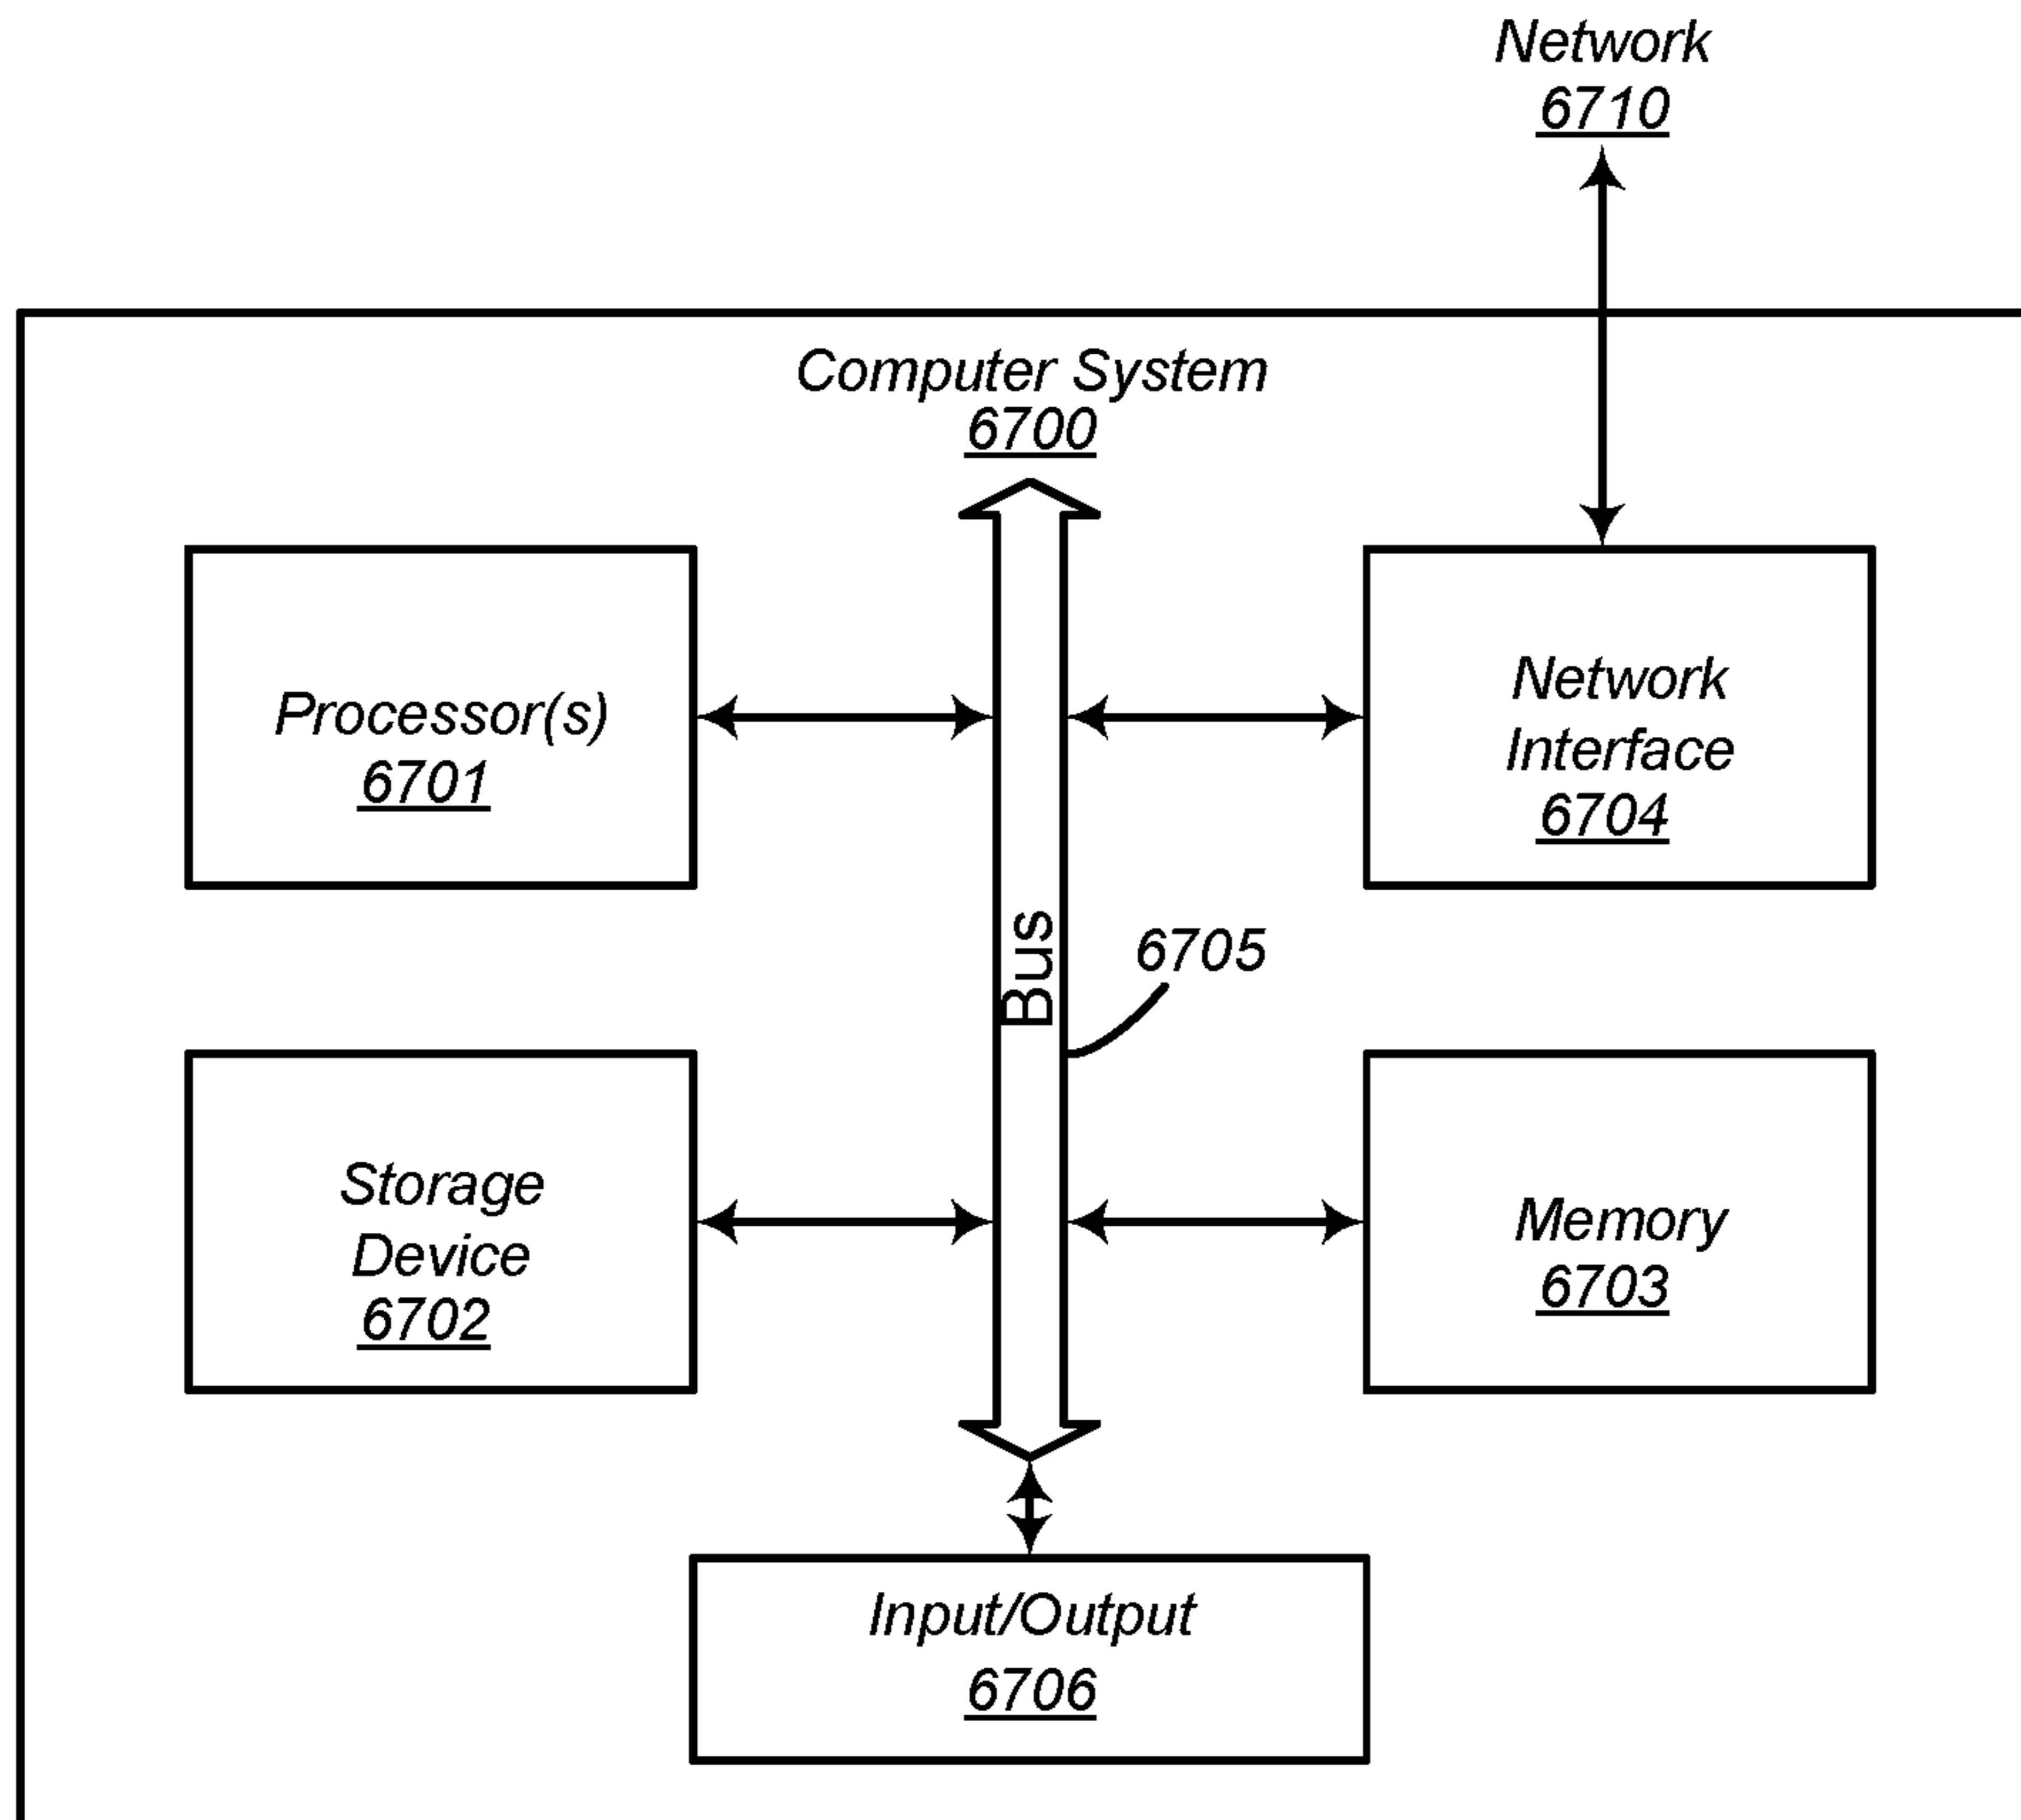 Network
6710
Computer System
6700
Processor(s)
6701
Network
Interface
6704
Bus
6705
Storage
Device
6702
Memory
6703
Input/Output
6706